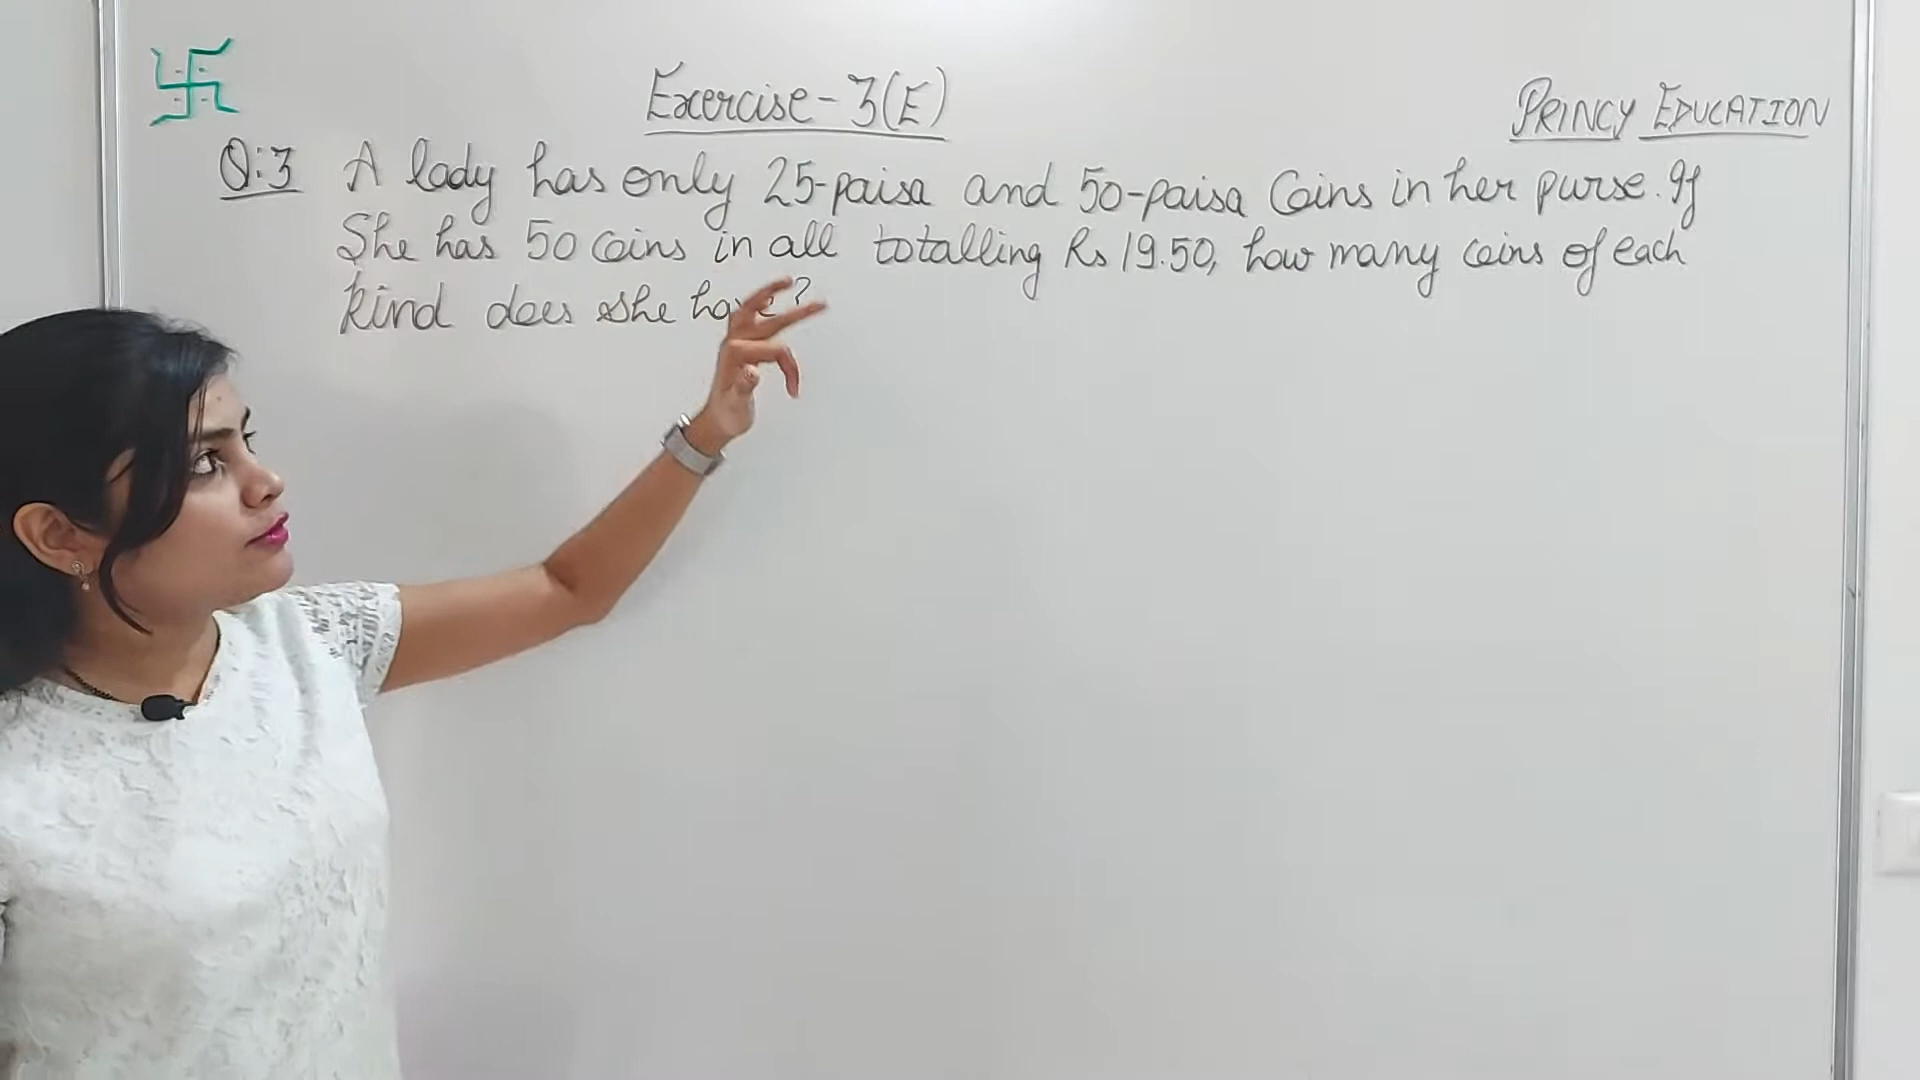 Exercise - 3(E)
PRINCY EDUCATION
Q:3 A lady has only 25-paisa and 50-paisa Coins in her purse. If
She has 50 Coins in all totalling Rs 19.50, how many coins of each
kind does she have?